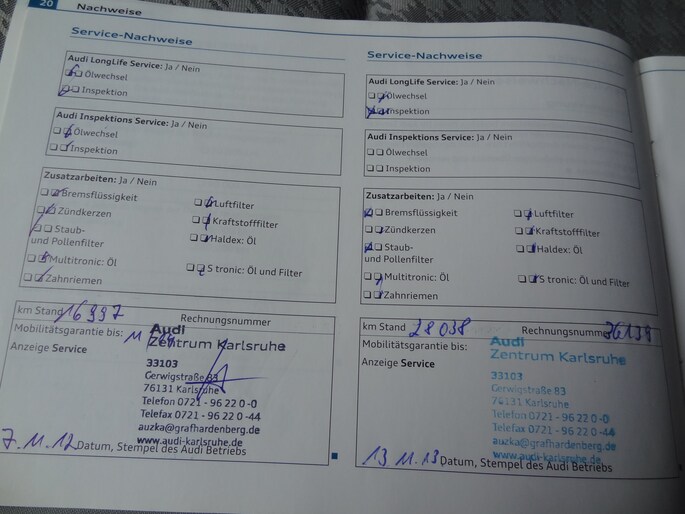 20 Nachweise
Service-Nachweise
Audi LongLife Service: Ja / Nein
Ölwechsel
Inspektion
Audi Inspektions Service: Ja / Nein
Ölwechsel
Inspektion
Zusatzarbeiten: Ja / Nein
Bremsflüssigkeit
Zündkerzen
Staub-
und Pollenfilter
Multitronic: Öl
Zahnriemen
Luftfilter
Kraftstofffilter
Haldex: Öl
S tronic: Öl und Filter
km Stand 16997 Rechnungsnummer
Mobilitätsgarantie bis:
Anzeige Service
Audi
Zentrum Karlsruhe
33103
Gerwigstraße 83
76131 Karlsruhe
Telefon 0721 - 96 22 0 -0
Telefax 0721 - 96 22 0 -44
auzka@grafhardenberg.de
www.audi-karlsruhe.de
7.11.12 Datum, Stempel des Audi Betriebs
Service-Nachweise
Audi LongLife Service: Ja / Nein
Ölwechsel
Inspektion
Audi Inspektions Service: Ja / Nein
Ölwechsel
Inspektion
Zusatzarbeiten: Ja / Nein
Bremsflüssigkeit
Zündkerzen
Staub-
und Pollenfilter
Multitronic: Öl
Zahnriemen
Luftfilter
Kraftstofffilter
Haldex: Öl
S tronic: Öl und Filter
km Stand 28038 Rechnungsnummer 36139
Mobilitätsgarantie bis:
Anzeige Service
Audi
Zentrum Karlsruhe
33103
Gerwigstraße 83
76131 Karlsruhe
Telefon 0721 - 96 22 0 -0
Telefax 0721 - 96 22 0 -44
auzka@grafhardenberg.de
www.audi-karlsruhe.de
13 11.13 Datum, Stempel des Audi Betriebs